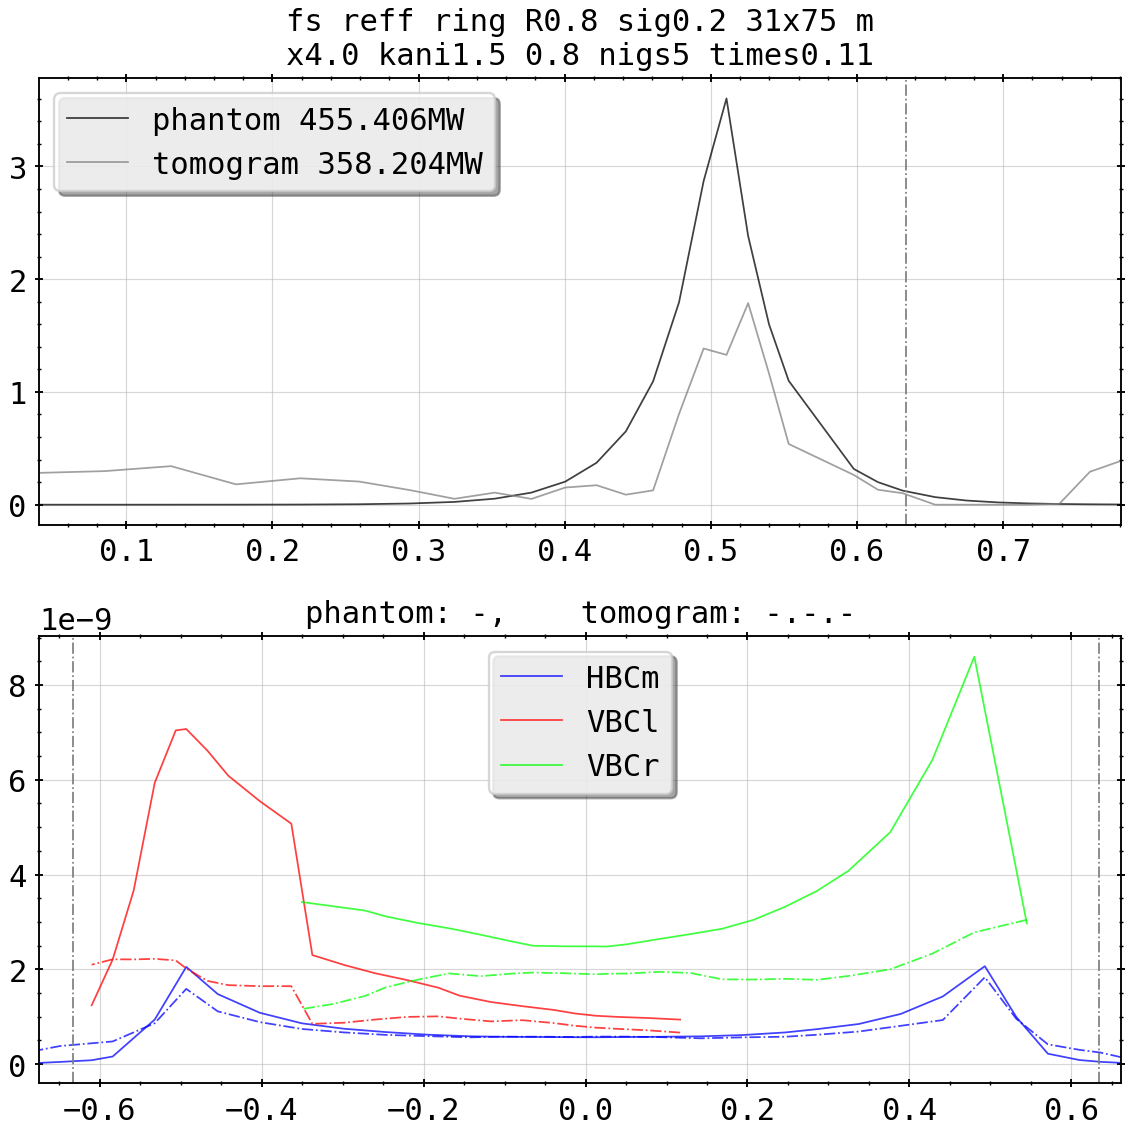 fs reff ring R0.8 sig0.2 31x75 m
x4.0 kani1.5 0.8 nigs5 times0.11
phantom 455.406MW
tomogram 358.204MW
3
2
1
0
0.1 0.2 0.3 0.4 0.5 0.6 0.7
1e−9
phantom: -, tomogram: -.-.-
HBCm
VBCl
VBCr
8
6
4
2
0
−0.6 −0.4 −0.2 0.0 0.2 0.4 0.6